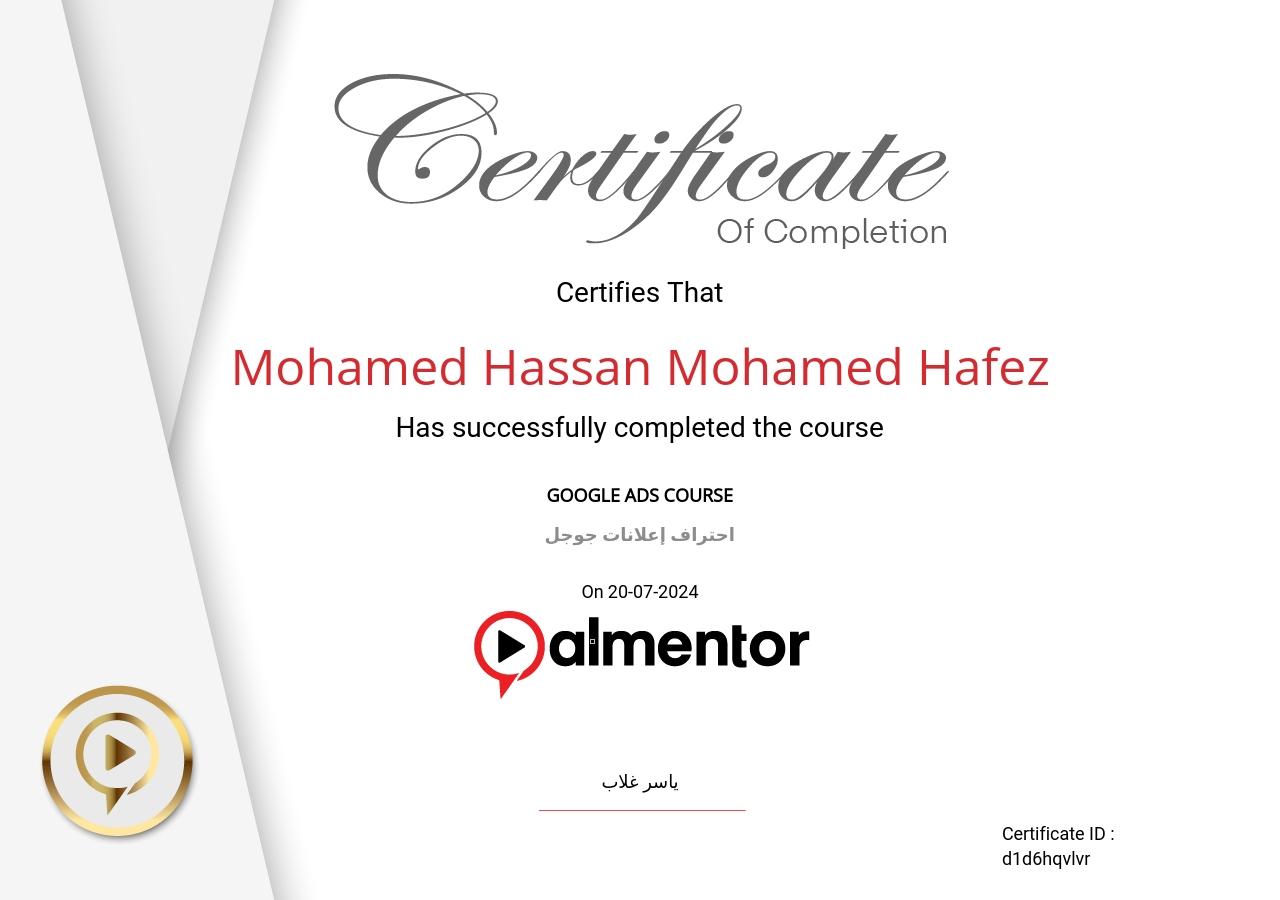 Certificate
Of Completion
Certifies That
Mohamed Hassan Mohamed Hafez
Has successfully completed the course
GOOGLE ADS COURSE
احتراف إعلانات جوجل
On 20-07-2024
almentor
ياسر غلاب
Certificate ID :
d1d6hqvlvr